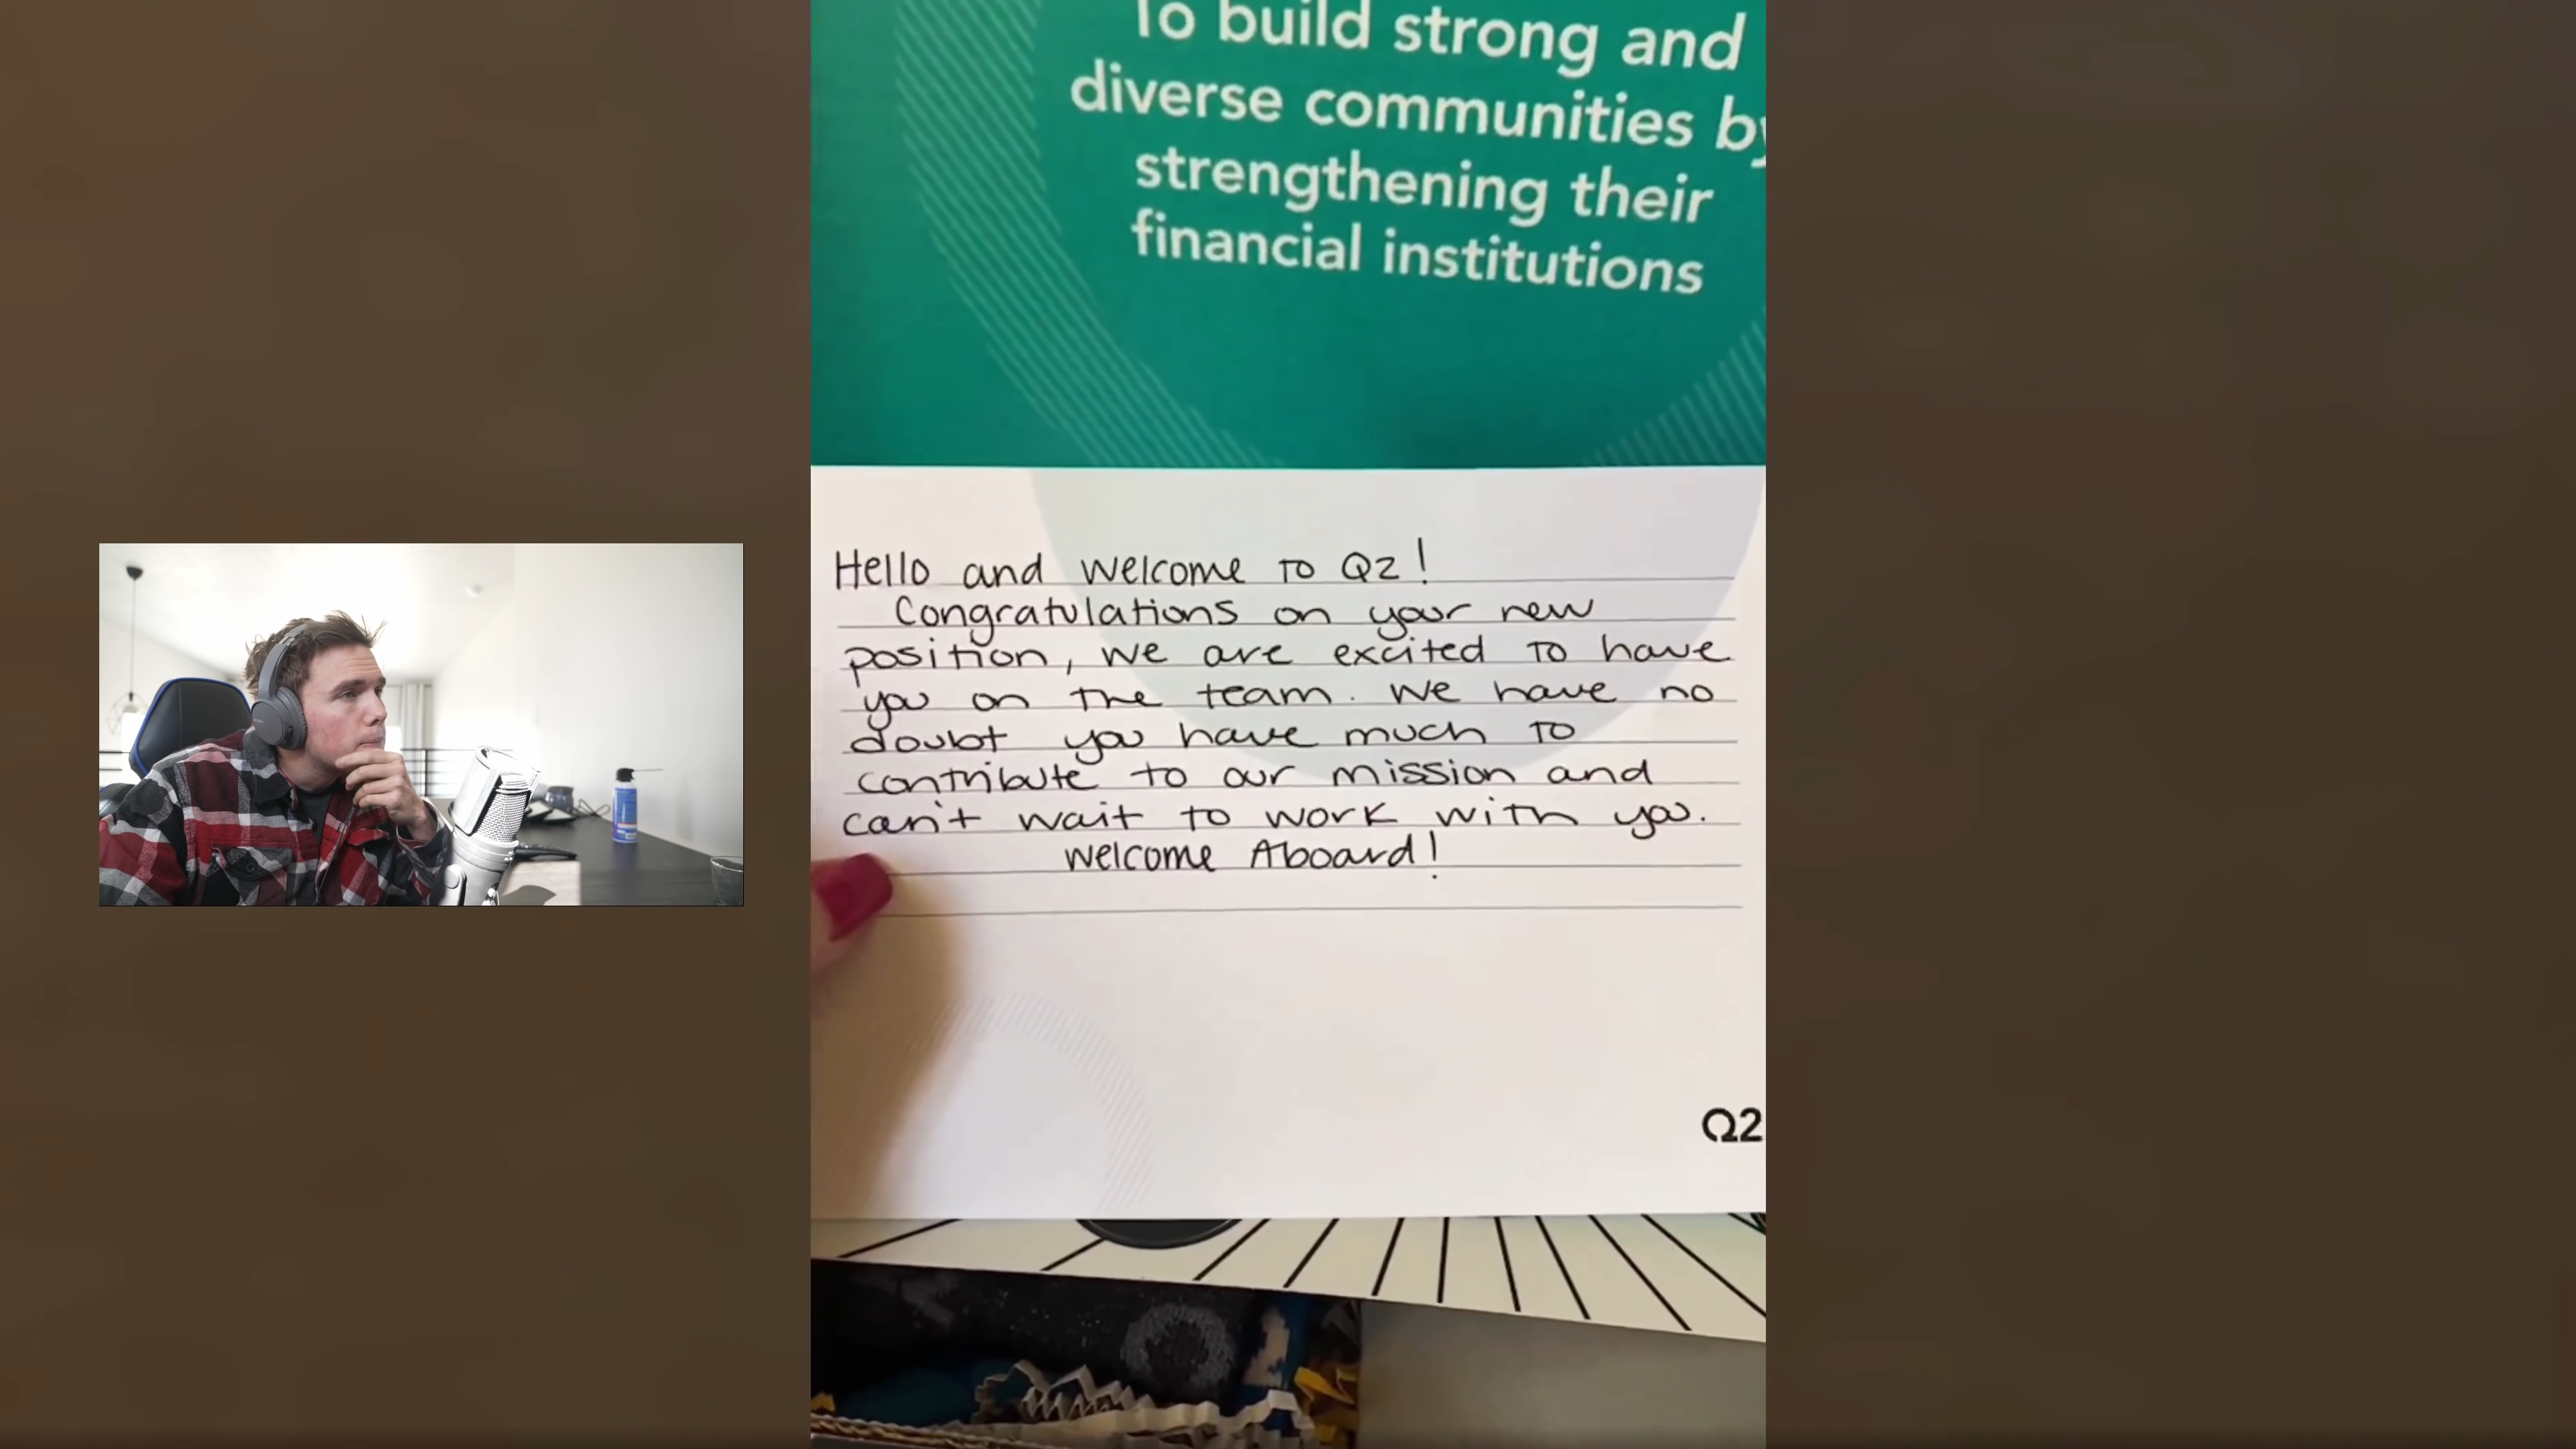 To build strong and
diverse communities by
strengthening their
financial institutions
Hello and welcome to Q2!
Congratulations on your new
position, we are excited to have
you on the team. We have no
doubt you have much to
contribute to our mission and
can't wait to work with you.
Welcome Aboard!
Q2